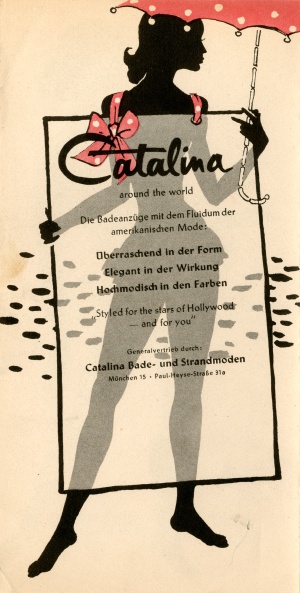 Catalina
around the world
Die Badeanzüge mit dem Fluidum der
amerikanischen Mode:
Überraschend in der Form
Elegant in der Wirkung
Hochmodisch in den Farben
"Styled for the stars of Hollywood
— and for you"
Generalvertrieb durch:
Catalina Bade- und Strandmoden
München 15 • Paul-Heyse-Straße 31a